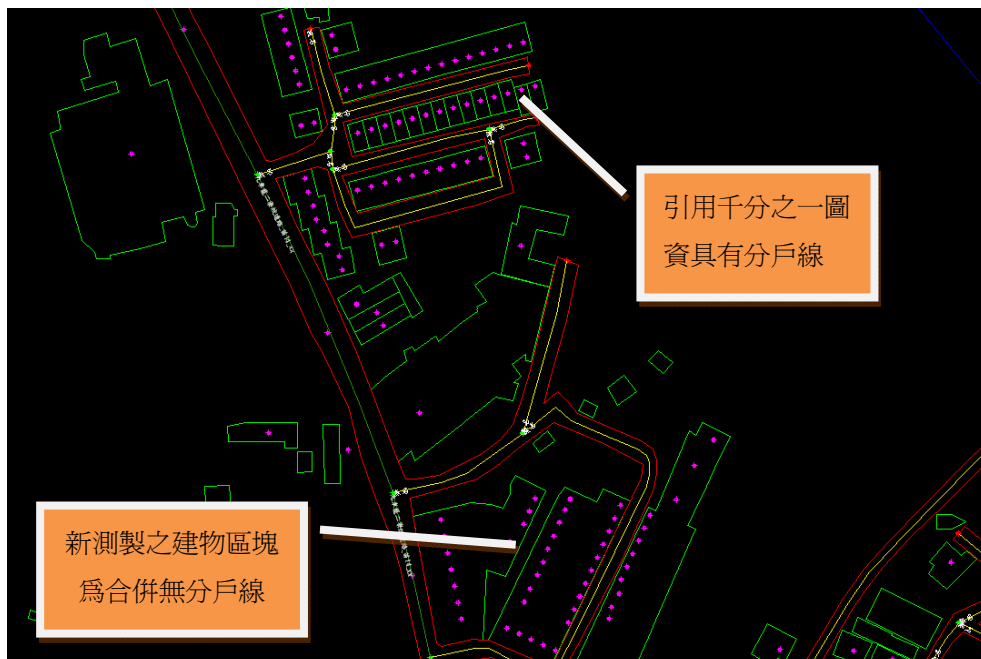 引用千分之一圖
資具有分戶線
新測製之建物區塊
為合併無分戶線